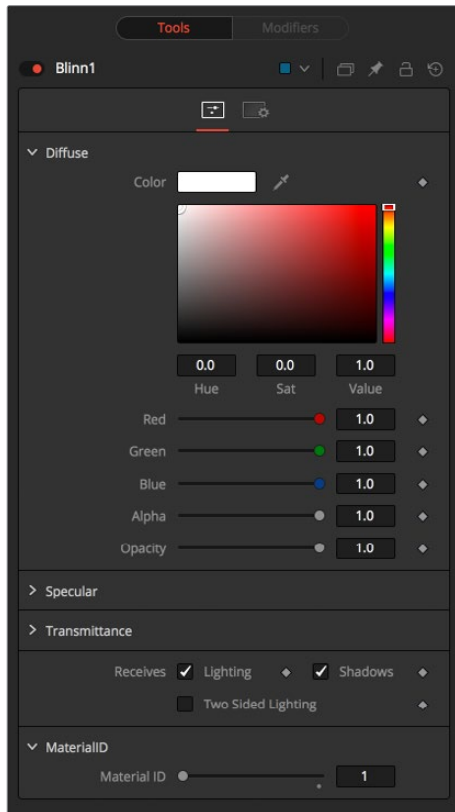 Tools Modifiers
Blinn1
Diffuse
Color
0.0 0.0 1.0
Hue Sat Value
Red 1.0
Green 1.0
Blue 1.0
Alpha 1.0
Opacity 1.0
Specular
Transmittance
Receives Lighting Shadows
Two Sided Lighting
MaterialID
Material ID 1